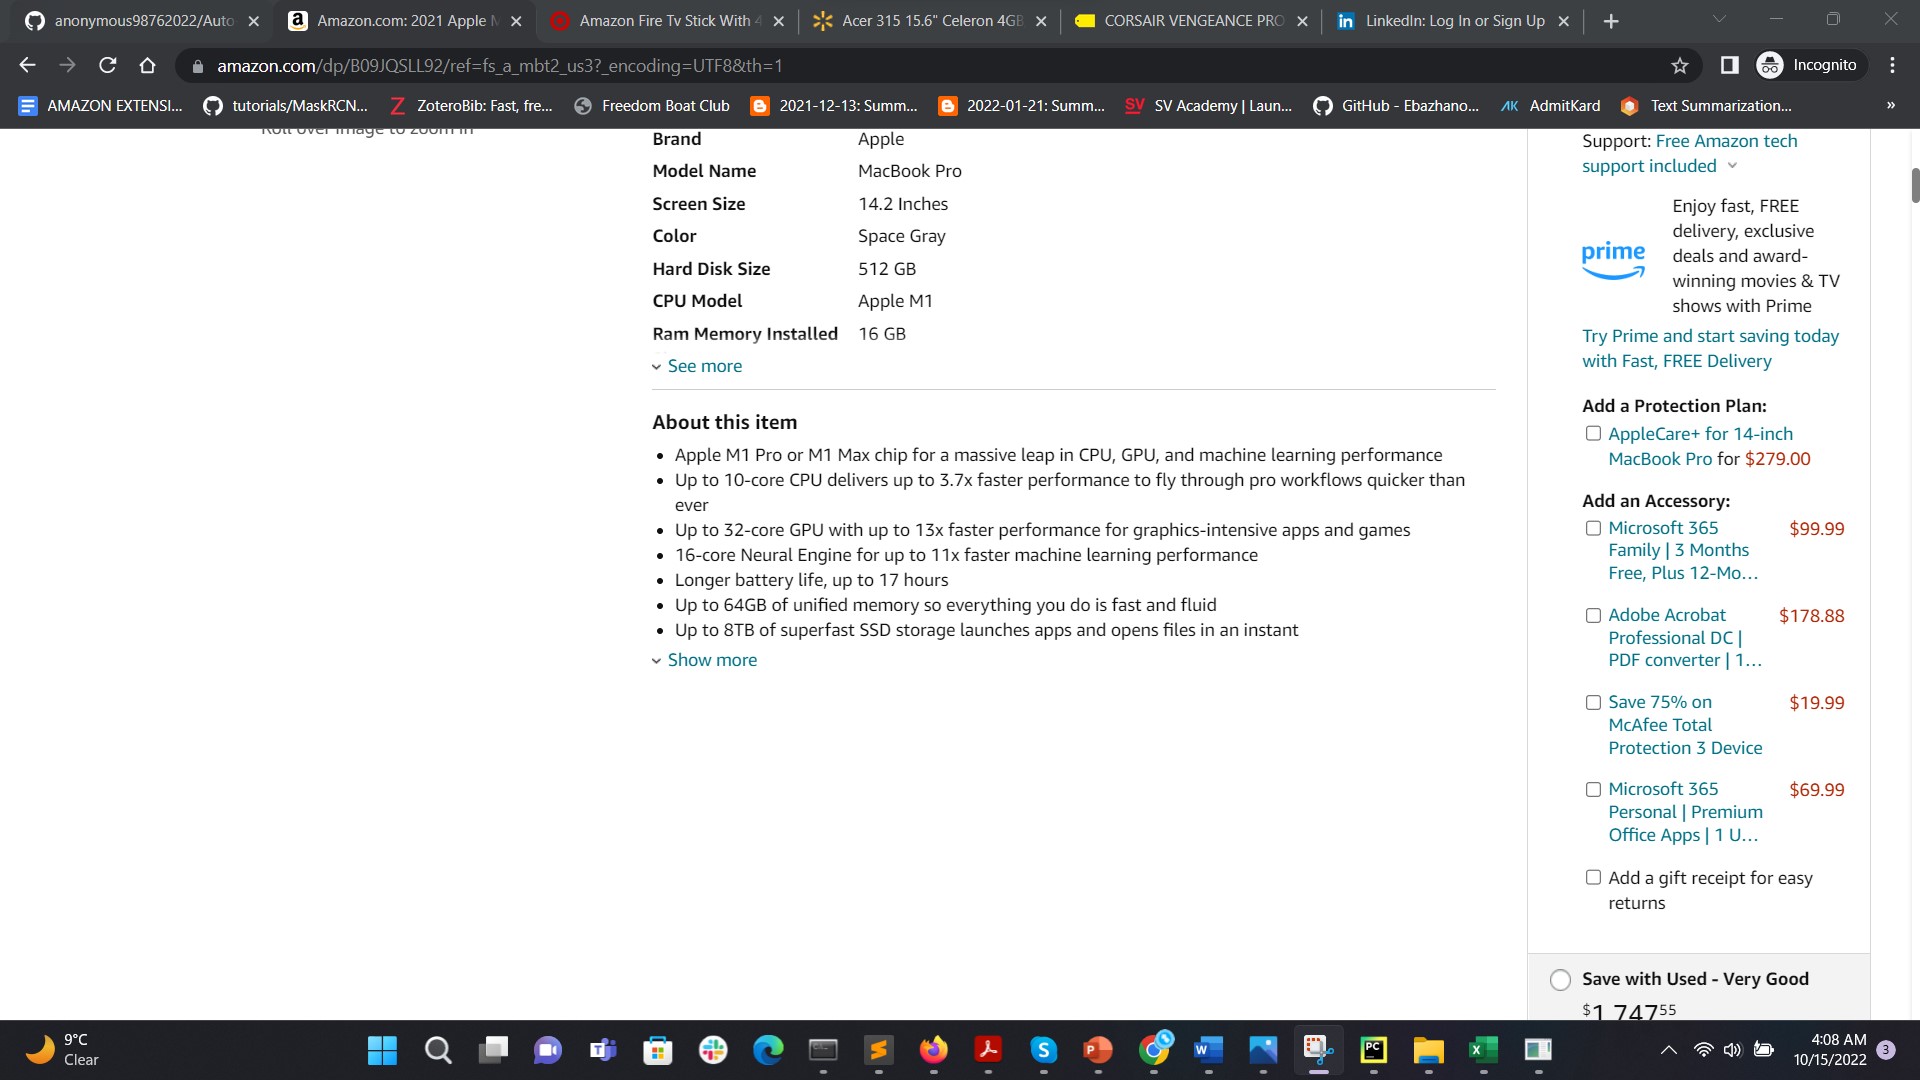 anonymous98762022/Auto
Amazon.com: 2021 Apple M
Amazon Fire Tv Stick With 4
Acer 315 15.6" Celeron 4GB
CORSAIR VENGEANCE PRO
LinkedIn: Log In or Sign Up
amazon.com/dp/B09JQSLL92/ref=fs_a_mbt2_us3?_encoding=UTF8&th=1
Incognito
AMAZON EXTENSI...
tutorials/MaskRCN...
ZoteroBib: Fast, fre...
Freedom Boat Club
2021-12-13: Summ...
2022-01-21: Summ...
SV Academy | Laun...
GitHub - Ebazhano...
AdmitKard
Text Summarization...
»
Roll over image to zoom in
Brand Apple
Model Name MacBook Pro
Screen Size 14.2 Inches
Color Space Gray
Hard Disk Size 512 GB
CPU Model Apple M1
Ram Memory Installed 16 GB
See more
About this item
• Apple M1 Pro or M1 Max chip for a massive leap in CPU, GPU, and machine learning performance
• Up to 10-core CPU delivers up to 3.7x faster performance to fly through pro workflows quicker than
ever
• Up to 32-core GPU with up to 13x faster performance for graphics-intensive apps and games
• 16-core Neural Engine for up to 11x faster machine learning performance
• Longer battery life, up to 17 hours
• Up to 64GB of unified memory so everything you do is fast and fluid
• Up to 8TB of superfast SSD storage launches apps and opens files in an instant
Show more
Support: Free Amazon tech
support included
prime
Enjoy fast, FREE
delivery, exclusive
deals and award-
winning movies & TV
shows with Prime
Try Prime and start saving today
with Fast, FREE Delivery
Add a Protection Plan:
AppleCare+ for 14-inch
MacBook Pro for $279.00
Add an Accessory:
Microsoft 365 $99.99
Family | 3 Months
Free, Plus 12-Mo...
Adobe Acrobat $178.88
Professional DC |
PDF converter | 1...
Save 75% on $19.99
McAfee Total
Protection 3 Device
Microsoft 365 $69.99
Personal | Premium
Office Apps | 1 U...
Add a gift receipt for easy
returns
Save with Used - Very Good
$1,747.55
9°C
Clear
4:08 AM
10/15/2022
3